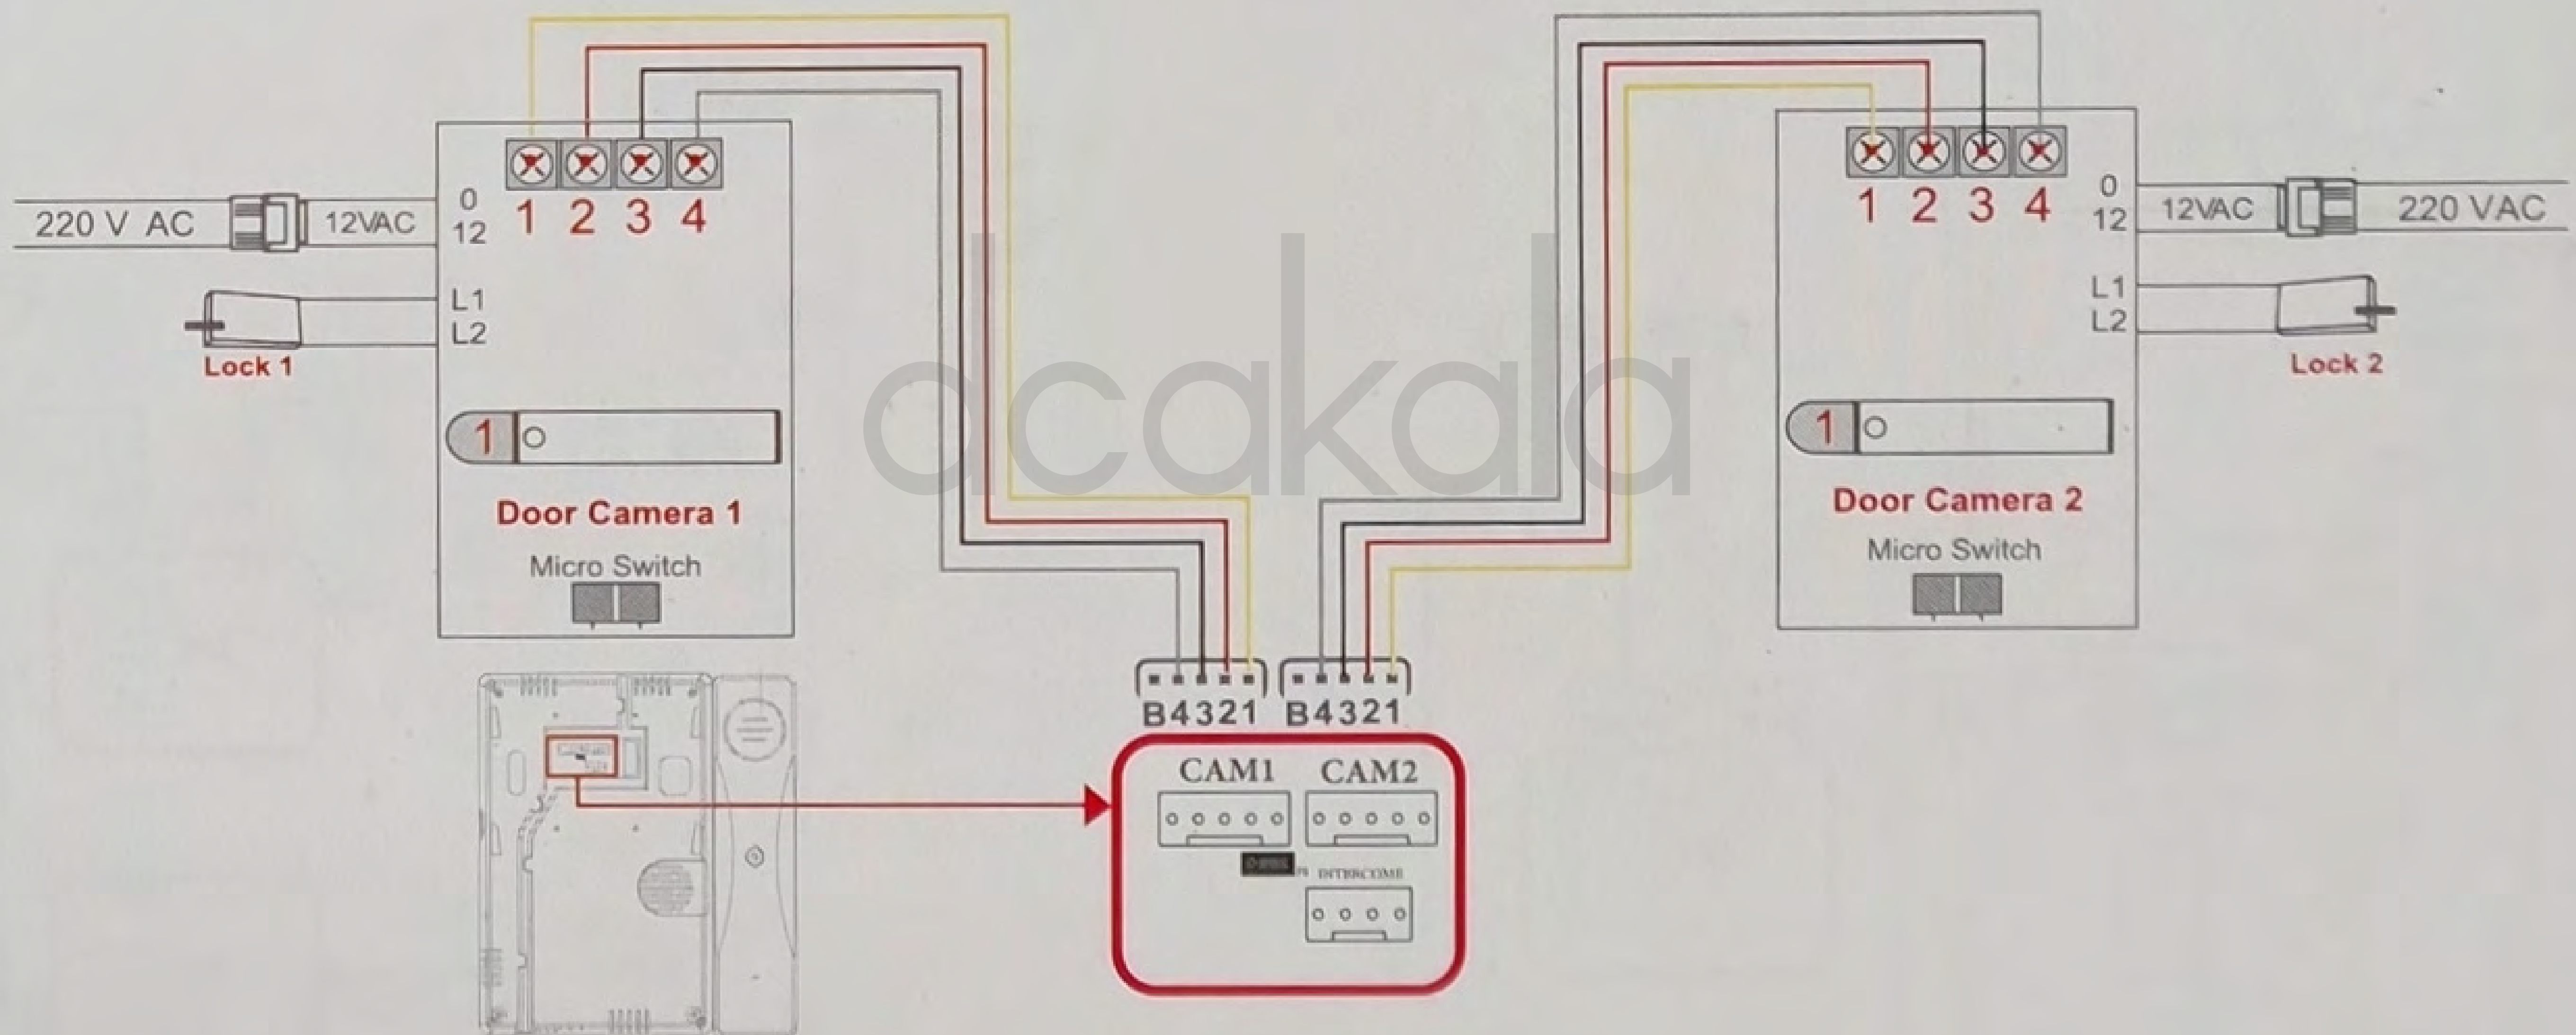 220 V AC
12VAC
0
12
1 2 3 4
L1
L2
Lock 1
1
Door Camera 1
Micro Switch
1 2 3 4
0
12
12VAC
220 VAC
L1
L2
Lock 2
1
Door Camera 2
Micro Switch
acakala
B4321 B4321
CAM1 CAM2
INTERCOME